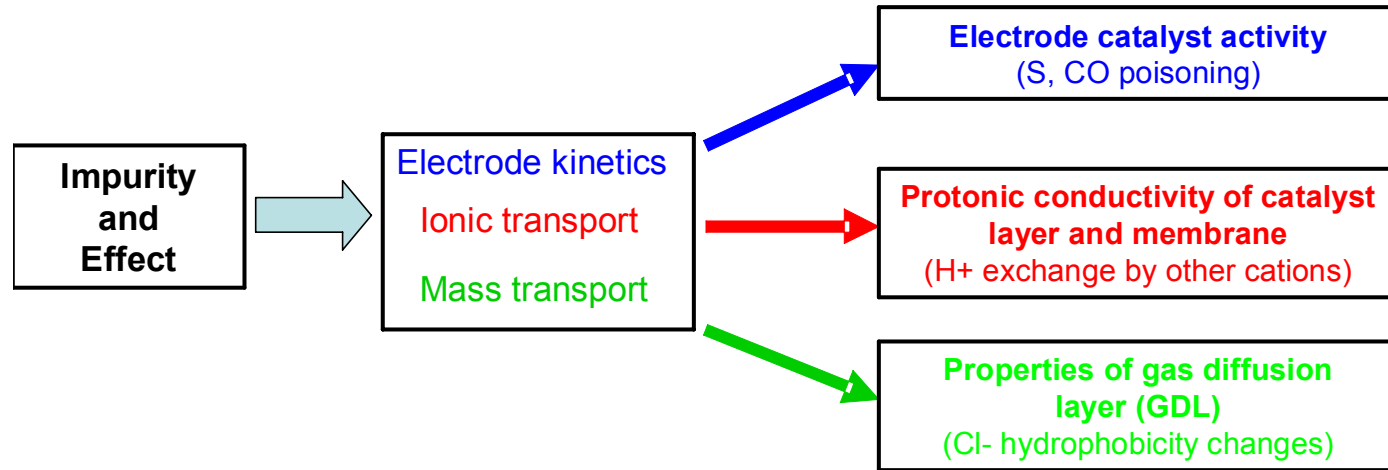 Impurity
and
Effect
Electrode kinetics
Ionic transport
Mass transport
Electrode catalyst activity
(S, CO poisoning)
Protonic conductivity of catalyst
layer and membrane
(H+ exchange by other cations)
Properties of gas diffusion
layer (GDL)
(Cl- hydrophobicity changes)